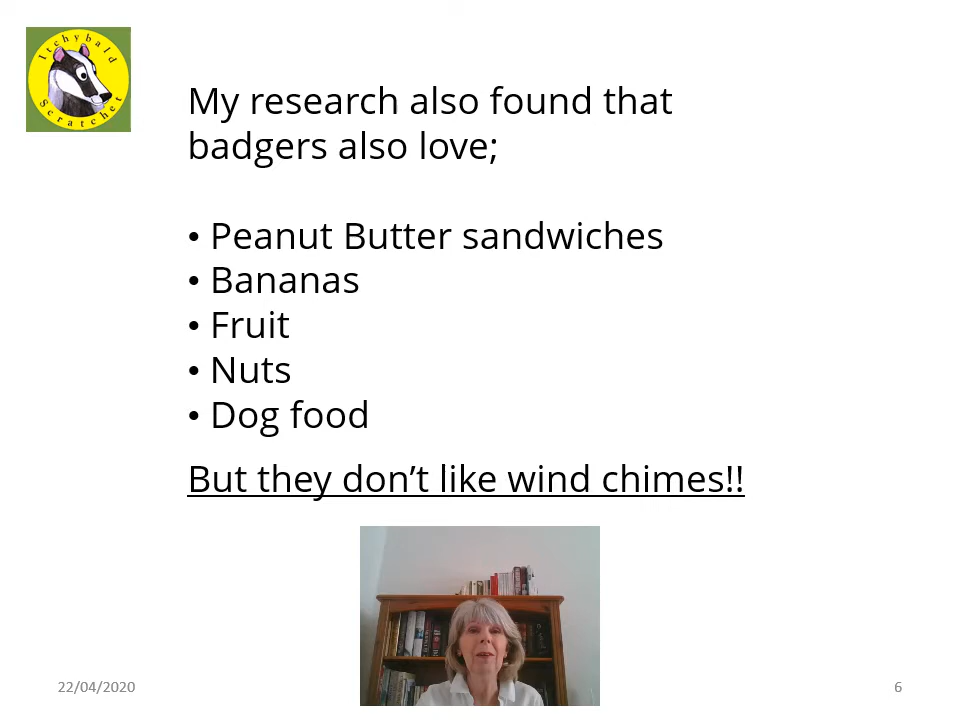 Itchybald
Scratchet
My research also found that
badgers also love;
• Peanut Butter sandwiches
• Bananas
• Fruit
• Nuts
• Dog food
But they don’t like wind chimes!!
22/04/2020
6